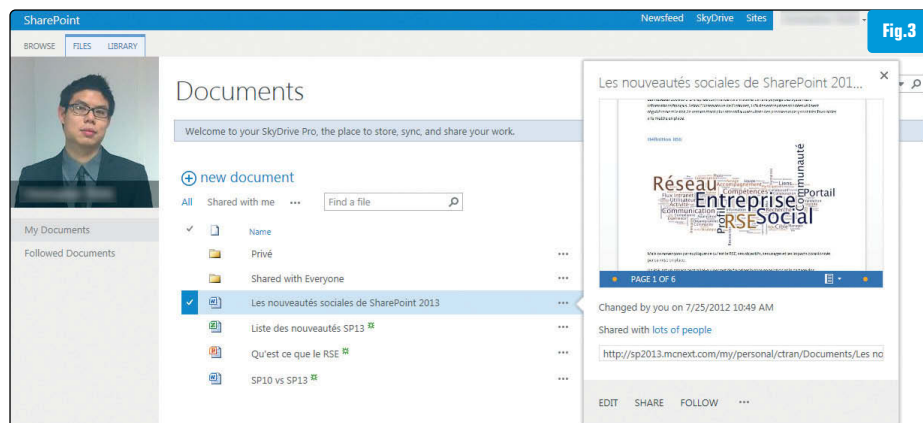 SharePoint
Newsfeed SkyDrive Sites
Fig.3
BROWSE FILES LIBRARY
Documents
Welcome to your SkyDrive Pro, the place to store, sync, and share your work.
new document
All Shared with me ••• Find a file
My Documents
Followed Documents
Name
Privé •••
Shared with Everyone •••
Les nouveautés sociales de SharePoint 2013 •••
Liste des nouveautés SP13 •••
Qu'est ce que le RSE •••
SP10 vs SP13 •••
Les nouveautés sociales de SharePoint 201...
Réseau
Communauté
Compétences
Liens
Portail
Entreprise
Communication
Profils
RSE
Social
PAGE 1 OF 6
Changed by you on 7/25/2012 10:49 AM
Shared with lots of people
http://sp2013.mcnext.com/my/personal/ctran/Documents/Les no
EDIT SHARE FOLLOW •••